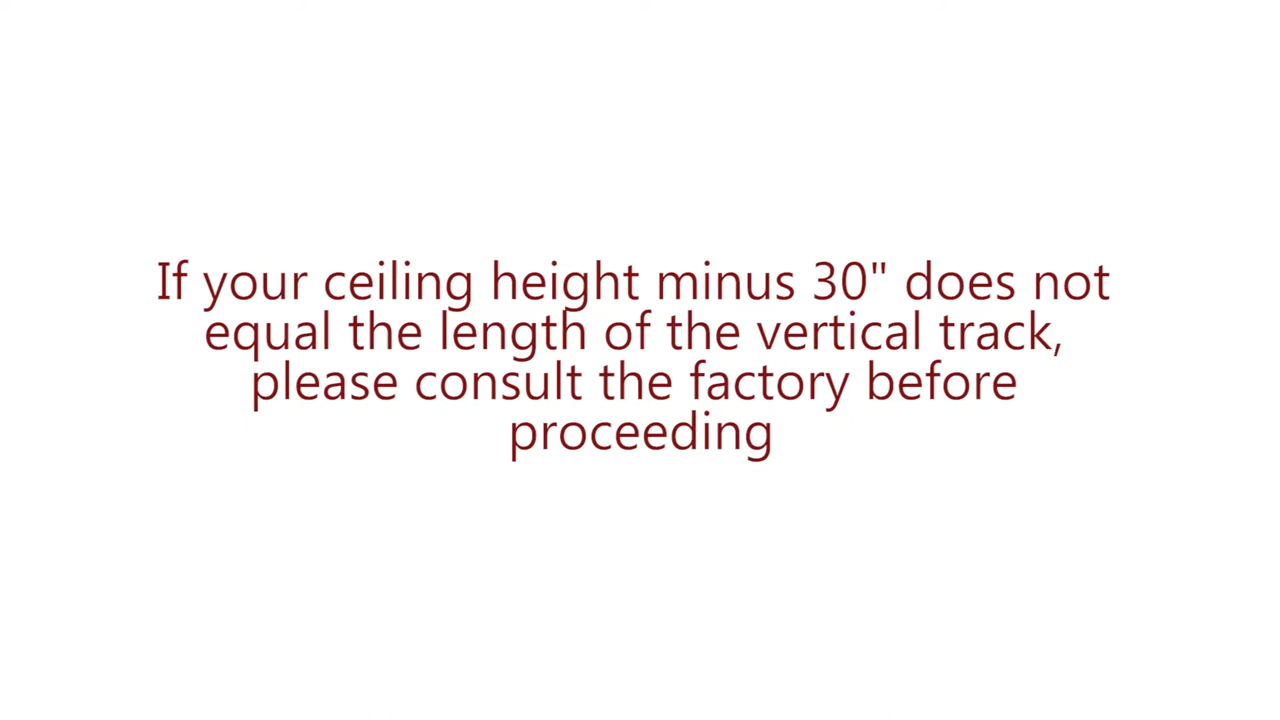 If your ceiling height minus 30" does not
equal the length of the vertical track,
please consult the factory before
proceeding